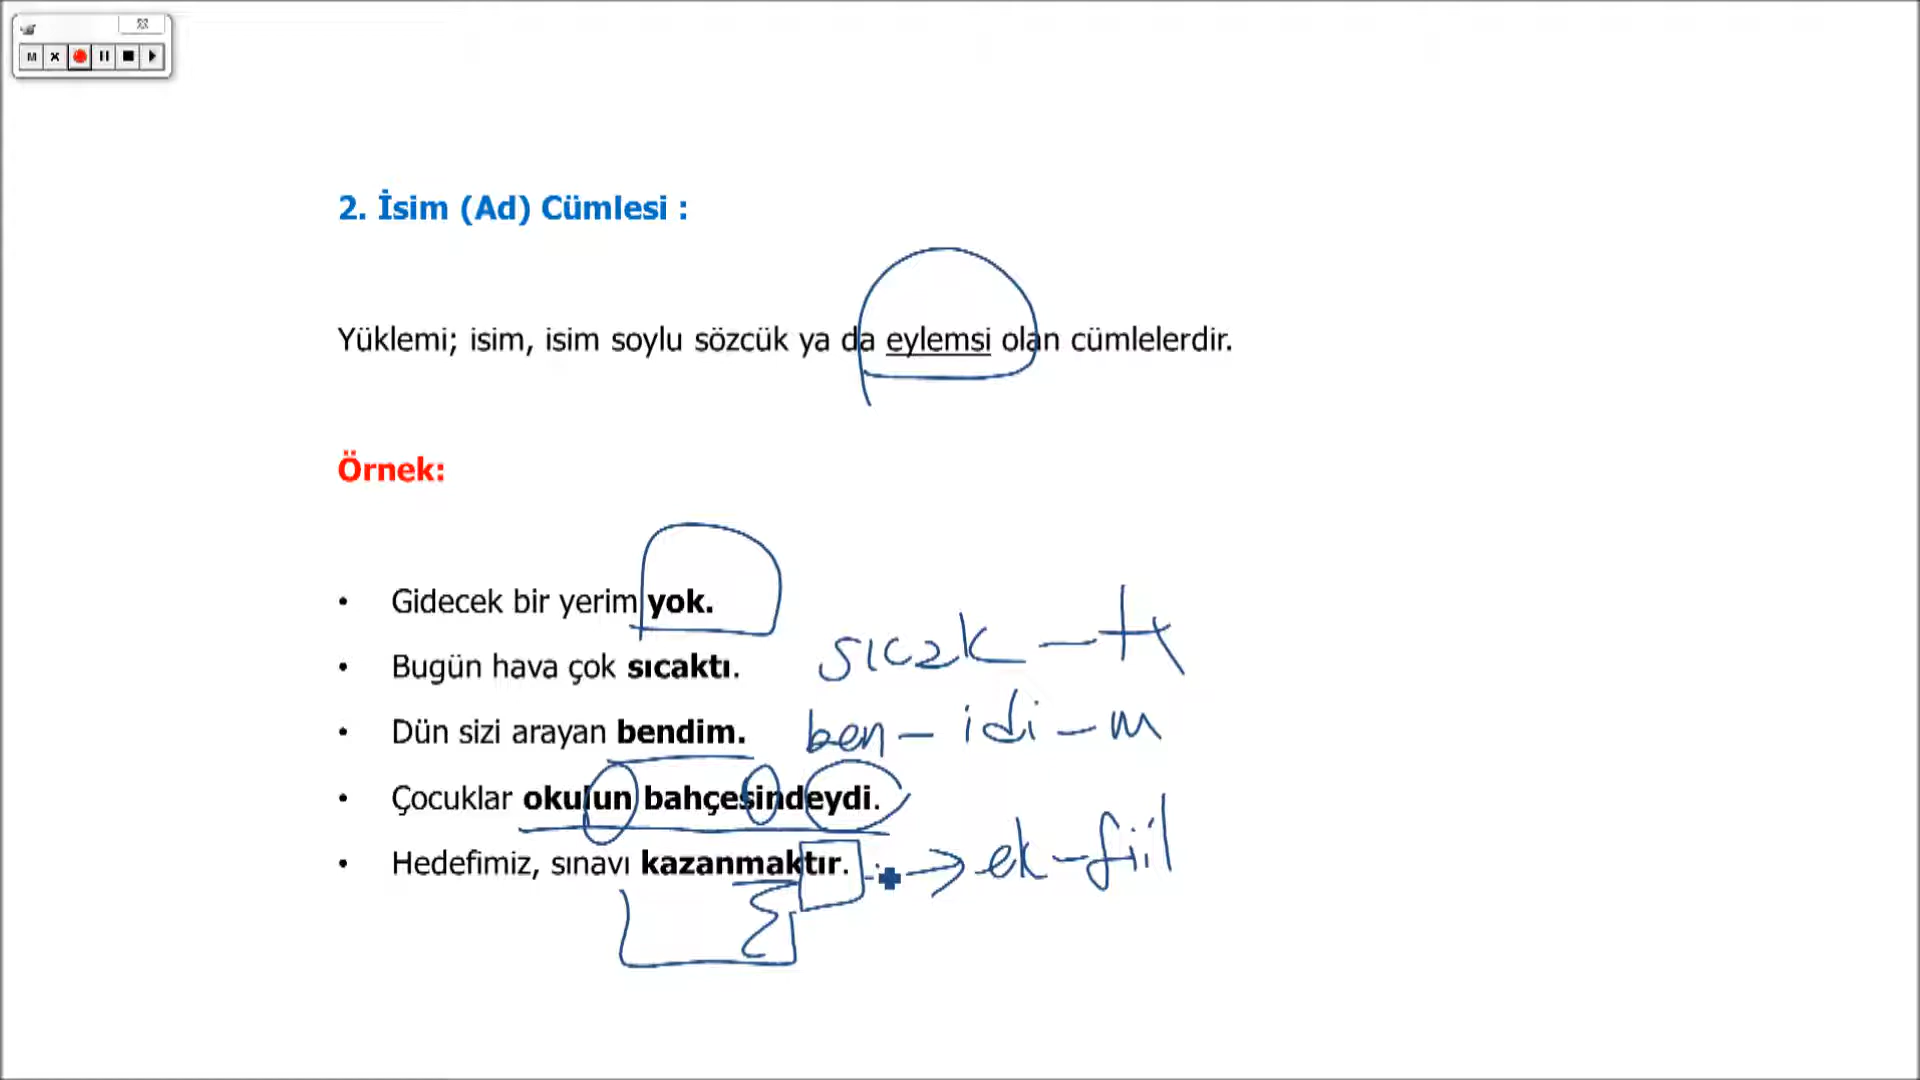 M
2. İsim (Ad) Cümlesi :
Yüklemi; isim, isim soylu sözcük ya da eylemsi olan cümlelerdir.
Örnek:
• Gidecek bir yerim yok.
• Bugün hava çok sıcaktı.
sıcak - tı
• Dün sizi arayan bendim.
ben - idi - m
• Çocuklar okulun bahçesindeydi.
• Hedefimiz, sınavı kazanmaktır.
→ ek-fiil